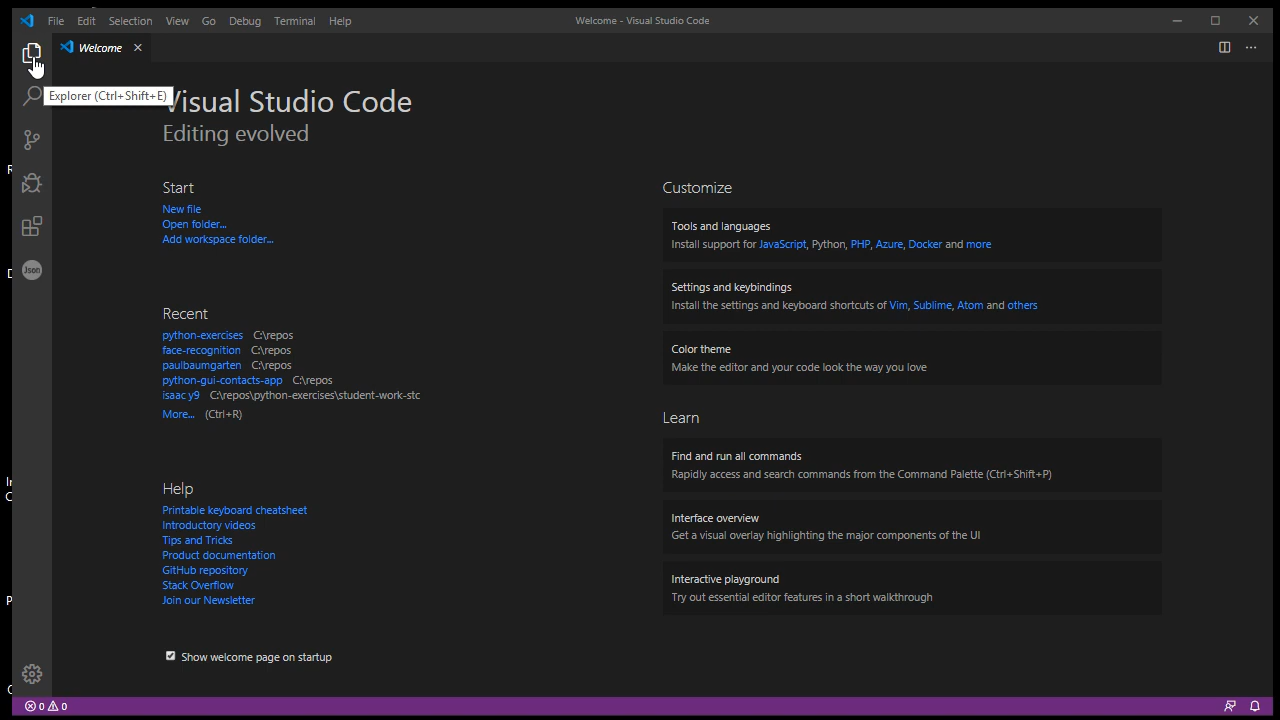 File Edit Selection View Go Debug Terminal Help
Welcome - Visual Studio Code
Welcome
Explorer (Ctrl+Shift+E)
Visual Studio Code
Editing evolved
Start
New file
Open folder...
Add workspace folder...
Recent
python-exercises C:\repos
face-recognition C:\repos
paulbaumgarten C:\repos
python-gui-contacts-app C:\repos
isaac y9 C:\repos\python-exercises\student-work-stc
More... (Ctrl+R)
Help
Printable keyboard cheatsheet
Introductory videos
Tips and Tricks
Product documentation
GitHub repository
Stack Overflow
Join our Newsletter
Show welcome page on startup
Customize
Tools and languages
Install support for JavaScript, Python, PHP, Azure, Docker and more
Settings and keybindings
Install the settings and keyboard shortcuts of Vim, Sublime, Atom and others
Color theme
Make the editor and your code look the way you love
Learn
Find and run all commands
Rapidly access and search commands from the Command Palette (Ctrl+Shift+P)
Interface overview
Get a visual overlay highlighting the major components of the UI
Interactive playground
Try out essential editor features in a short walkthrough
Json
0 0